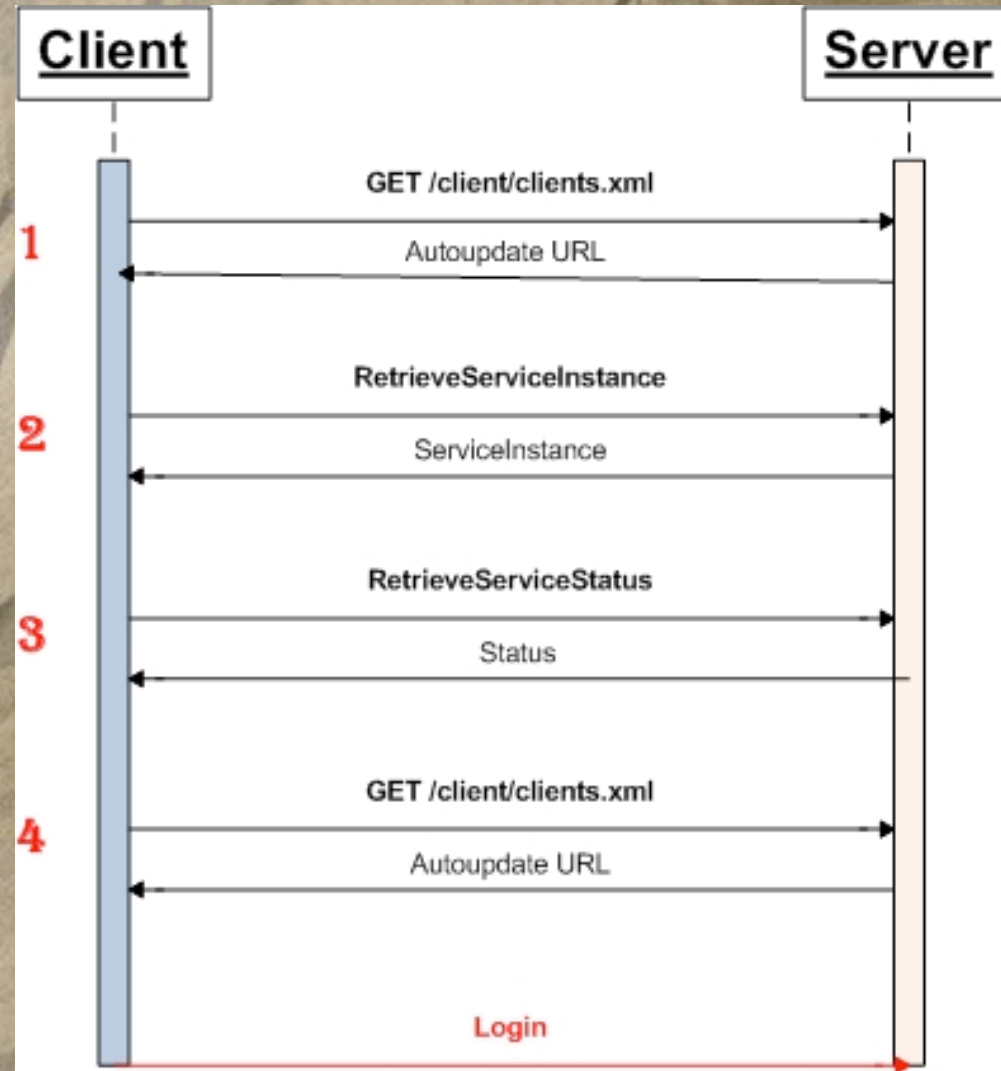 Client
Server
GET /client/clients.xml
1
Autoupdate URL
RetrieveServiceInstance
2
ServiceInstance
RetrieveServiceStatus
3
Status
GET /client/clients.xml
4
Autoupdate URL
Login